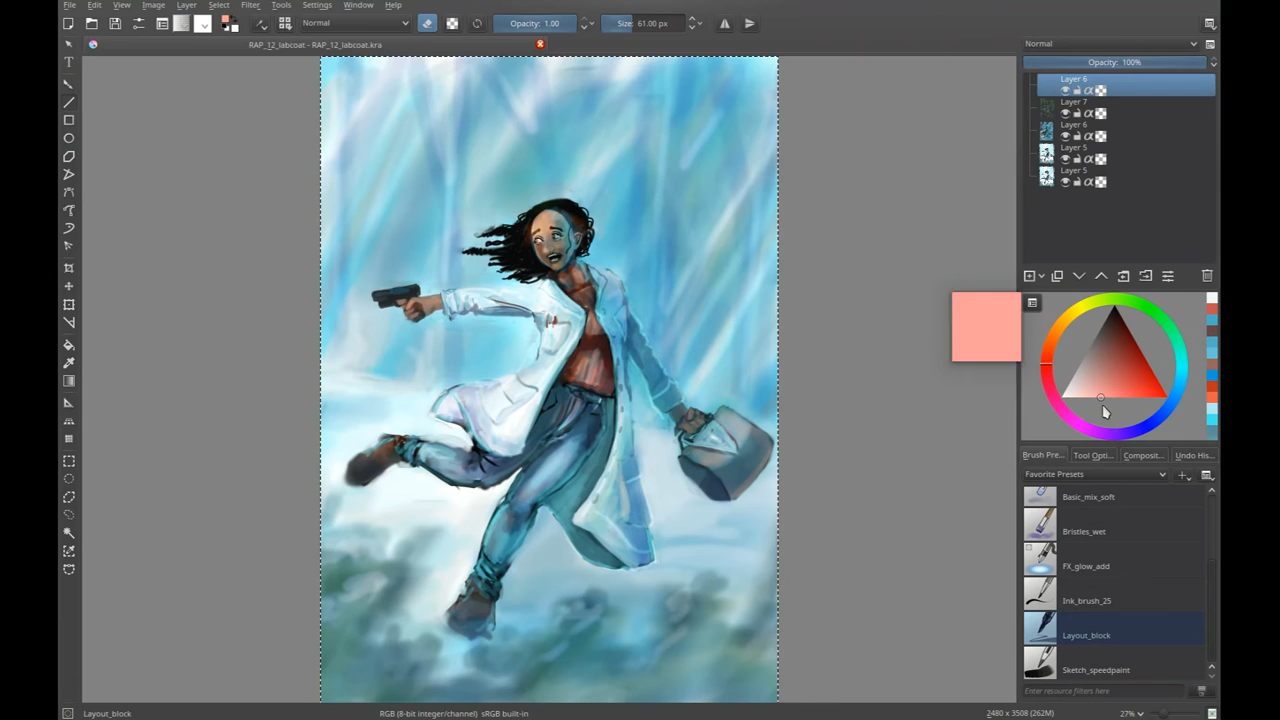 File Edit View Image Layer Select Filter Tools Settings Window Help
Normal Opacity: 1.00 Size: 61.00 px
RAP_12_labcoat - RAP_12_labcoat.kra
Normal
Opacity: 100%
Layer 6
Layer 7
Layer 6
Layer 5
Layer 5
Brush Pre... Tool Opti... Composit... Undo His...
Favorite Presets
Basic_mix_soft
Bristles_wet
FX_glow_add
Ink_brush_25
Layout_block
Sketch_speedpaint
Enter resource filters here
Layout_block RGB (8-bit integer/channel) sRGB built-in 2480 x 3508 (262M) 27%